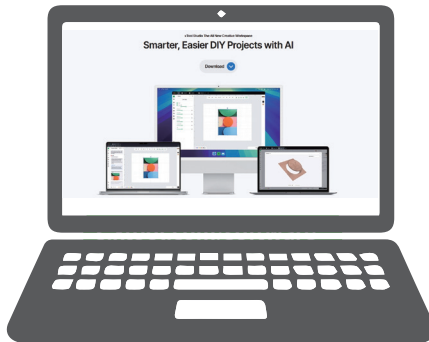 xTool Studio: The All-New Creative Workspace
Smarter, Easier DIY Projects with AI
Download